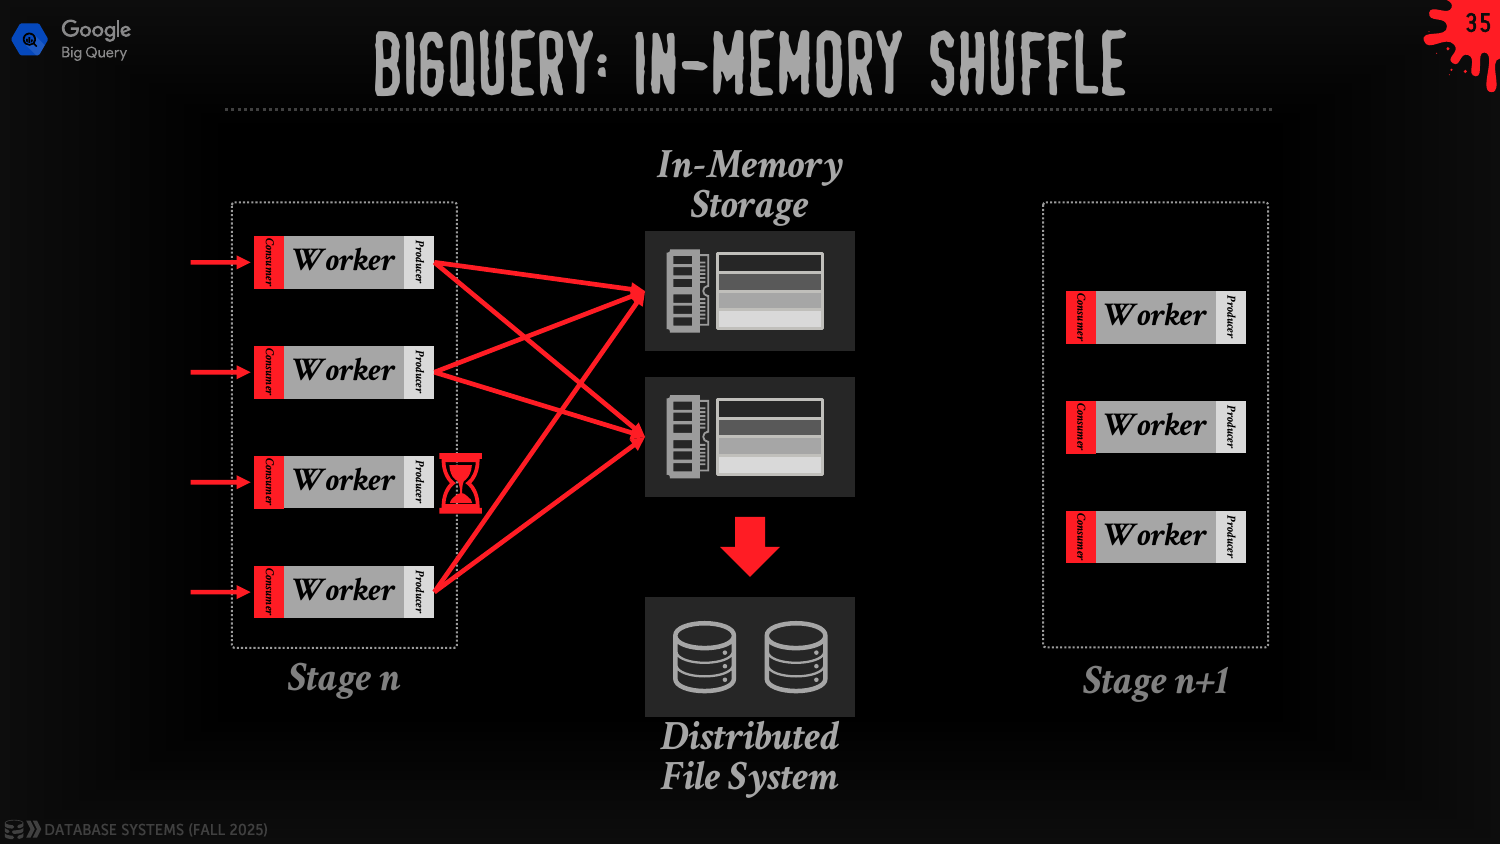 Google
Big Query
BIGQUERY: IN-MEMORY SHUFFLE
35
In-Memory
Storage
Consumer
Worker
Producer
Consumer
Worker
Producer
Consumer
Worker
Producer
Consumer
Worker
Producer
Stage n
Consumer
Worker
Producer
Consumer
Worker
Producer
Consumer
Worker
Producer
Stage n+1
Distributed
File System
DATABASE SYSTEMS (FALL 2025)